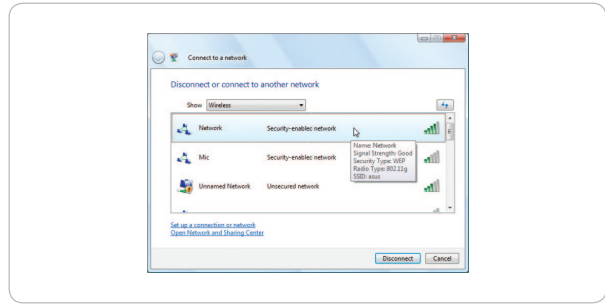 Connect to a network
Disconnect or connect to another network
Show Wireless
Network Security-enabled network
Name: Network
Signal Strength: Good
Security Type: WEP
Radio Type: 802.11g
SSID: asus
Mic Security-enabled network
Unnamed Network Unsecured network
Set up a connection or network
Open Network and Sharing Center
Disconnect Cancel